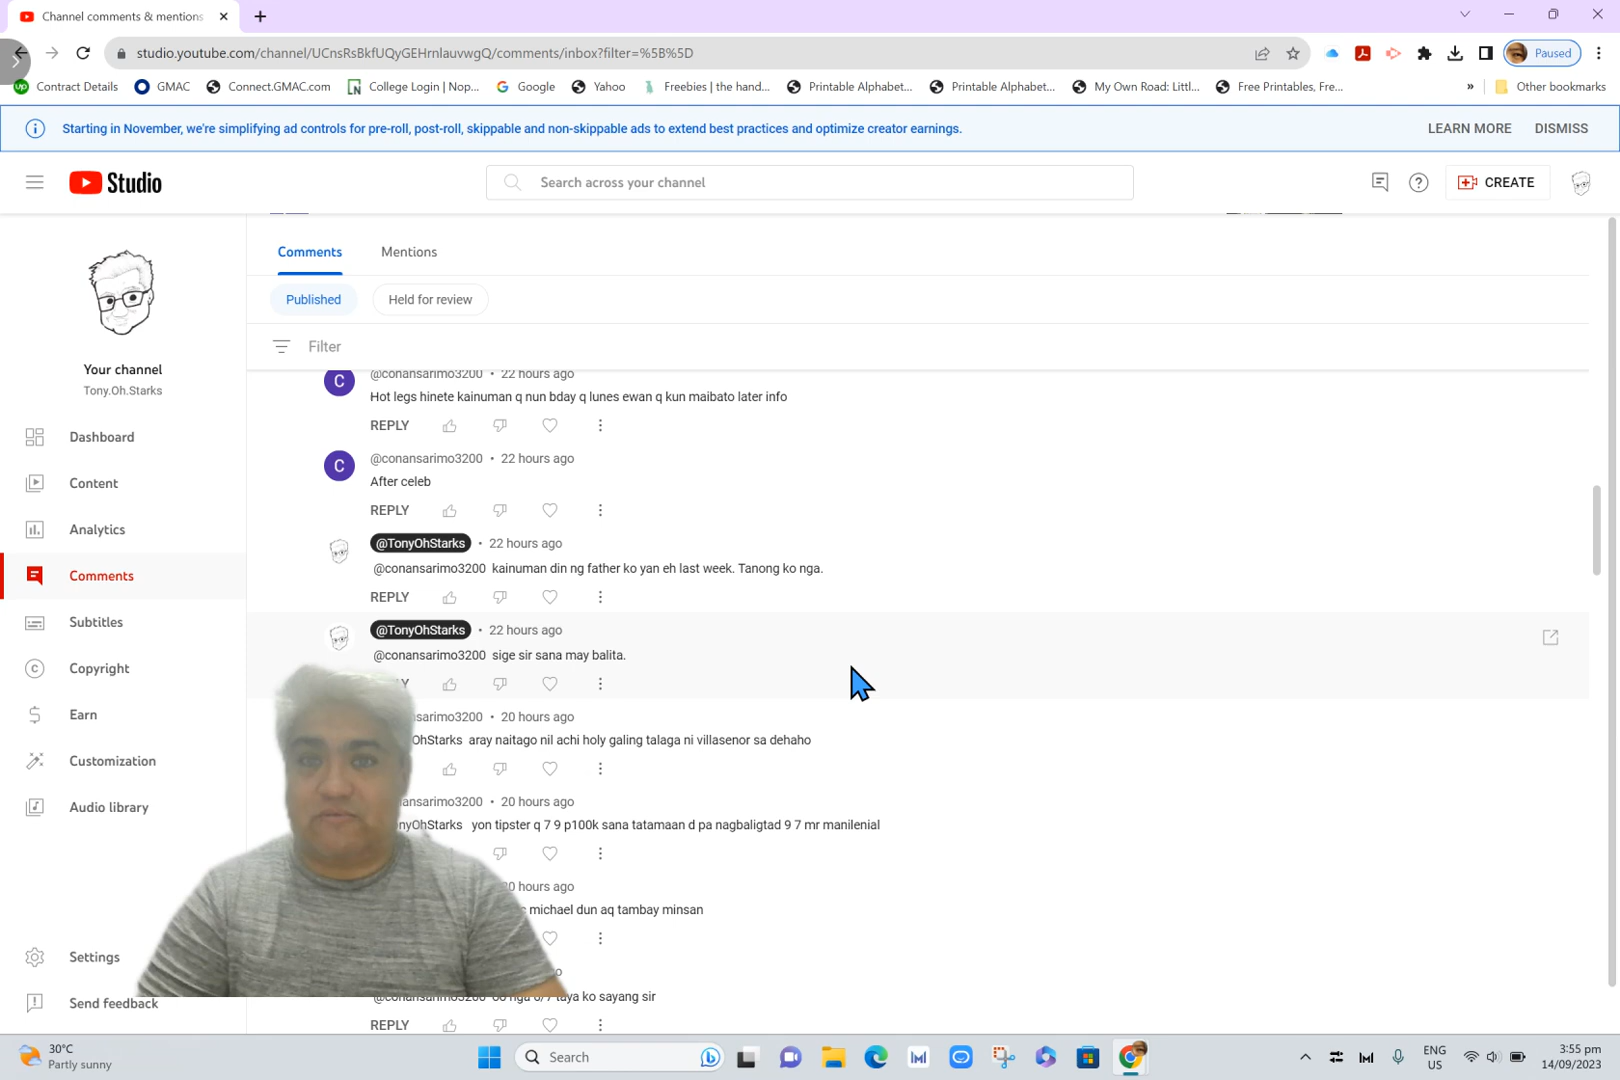 Channel comments & mentions
studio.youtube.com/channel/UCnsRsBkfUQyGEHrnlauvwgQ/comments/inbox?filter=%5B%5D
Paused
Contract Details
GMAC
Connect.GMAC.com
College Login | Nop...
Google
Yahoo
Freebies | the hand...
Printable Alphabet...
Printable Alphabet...
My Own Road: Littl...
Free Printables, Fre...
»
Other bookmarks
Starting in November, we're simplifying ad controls for pre-roll, post-roll, skippable and non-skippable ads to extend best practices and optimize creator earnings.
LEARN MORE
DISMISS
Studio
Search across your channel
CREATE
Your channel
Tony.Oh.Starks
Dashboard
Content
Analytics
Comments
Subtitles
Copyright
Earn
Customization
Audio library
Settings
Send feedback
Comments
Mentions
Published
Held for review
Filter
C
@conansarimo3200 • 22 hours ago
Hot legs hinete kainuman q nun bday q lunes ewan q kun maibato later info
REPLY
C
@conansarimo3200 • 22 hours ago
After celeb
REPLY
@TonyOhStarks • 22 hours ago
@conansarimo3200 kainuman din ng father ko yan eh last week. Tanong ko nga.
REPLY
@TonyOhStarks • 22 hours ago
@conansarimo3200 sige sir sana may balita.
sarimo3200 • 20 hours ago
OhStarks aray naitago nil achi holy galing talaga ni villasenor sa dehaho
nansarimo3200 • 20 hours ago
nyOhStarks yon tipster q 7 9 p100k sana tatamaan d pa nagbaligtad 9 7 mr manilenial
20 hours ago
michael dun aq tambay minsan
@conansarimo3200 oo nga 6/7 taya ko sayang sir
REPLY
30°C
Partly sunny
Search
ENG
US
3:55 pm
14/09/2023